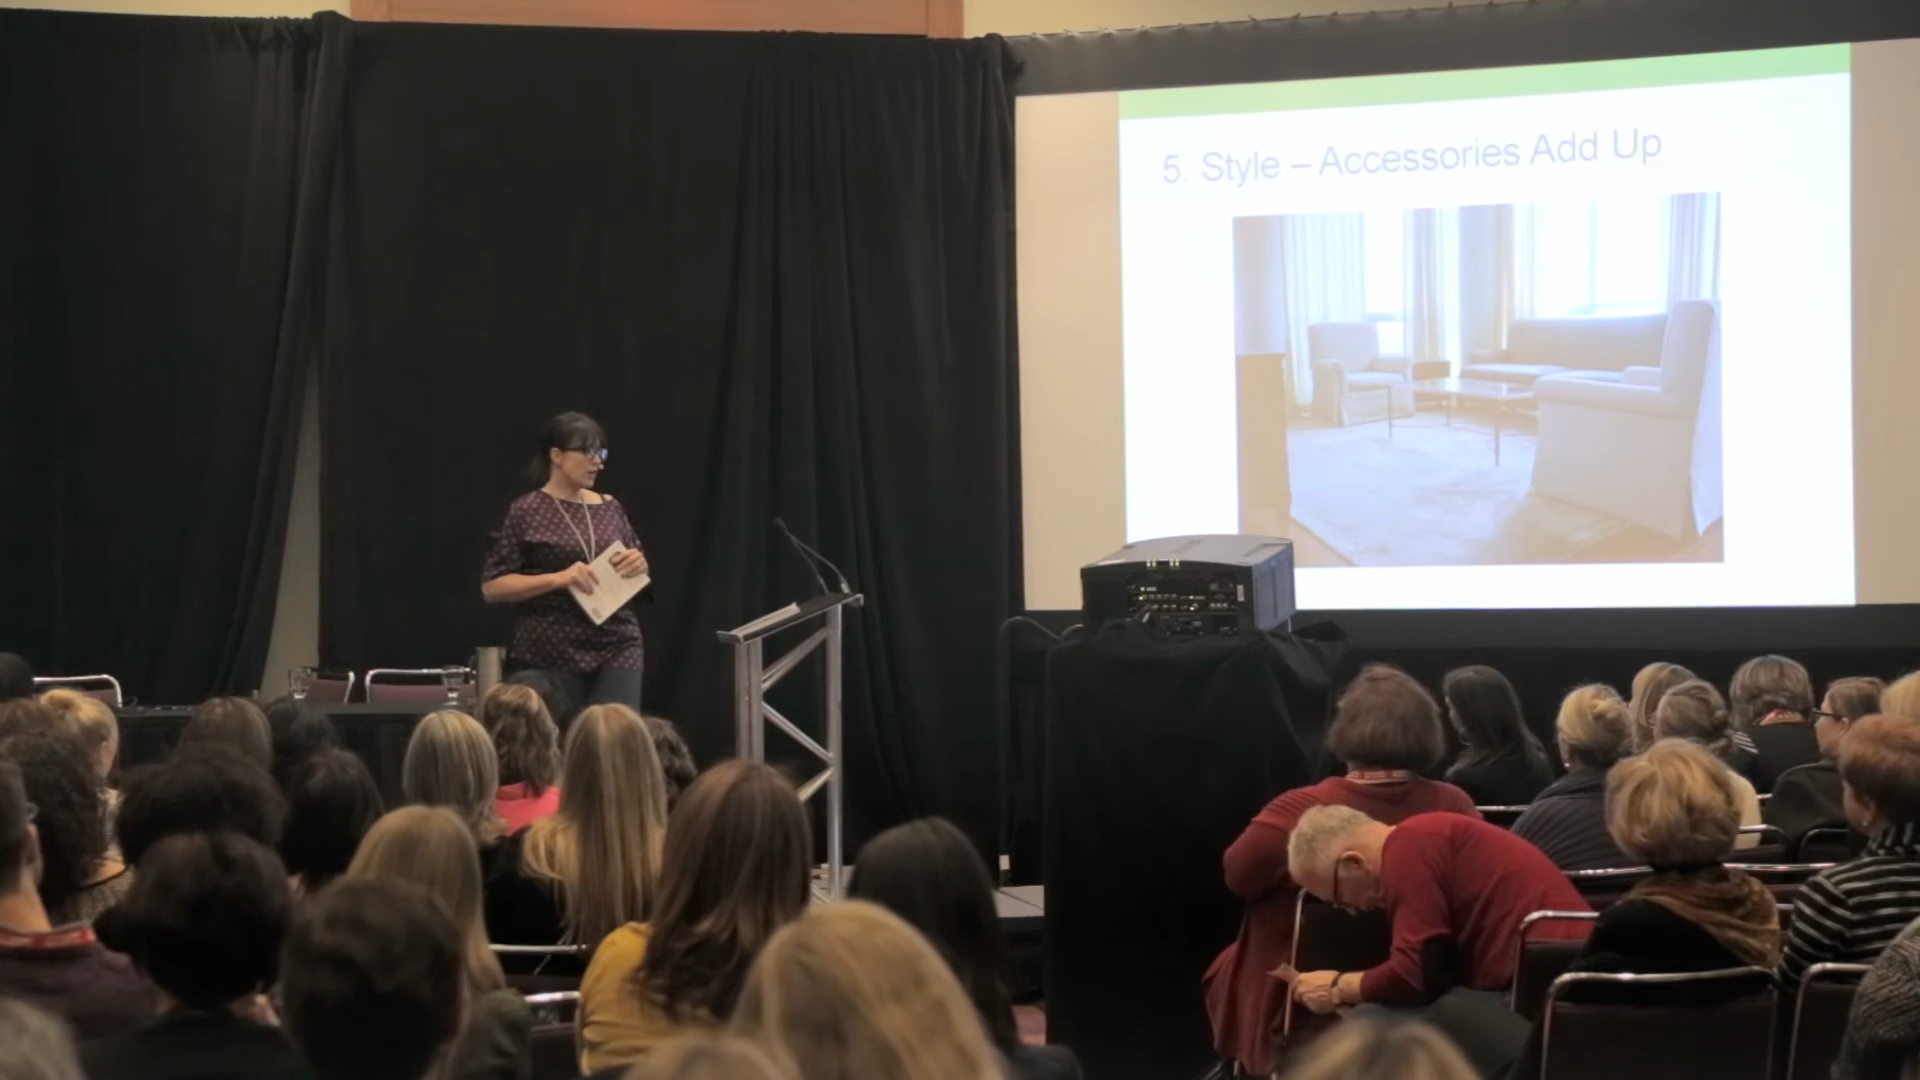 5. Style – Accessories Add Up